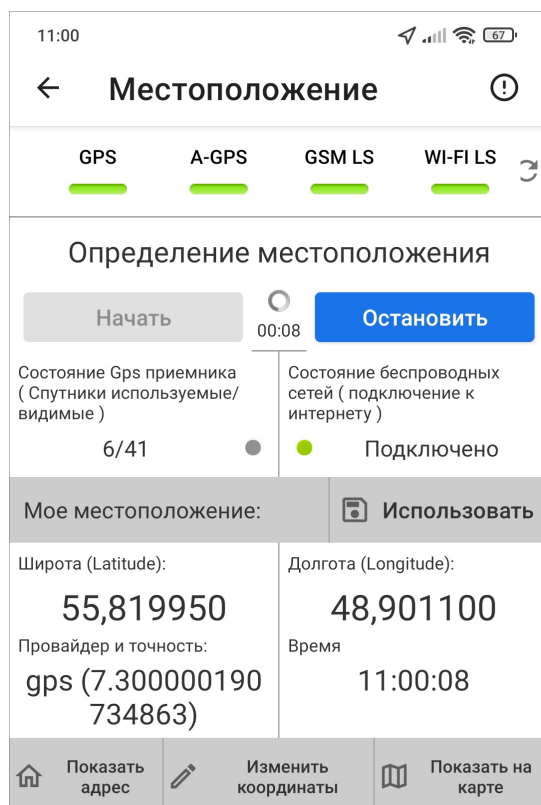 11:00
67
Местоположение
GPS A-GPS GSM LS WI-FI LS
Определение местоположения
Начать
00:08
Остановить
Состояние Gps приемника
( Спутники используемые/
видимые )
6/41
Состояние беспроводных
сетей ( подключение к
интернету )
Подключено
Мое местоположение:
Использовать
Широта (Latitude):
55,819950
Долгота (Longitude):
48,901100
Провайдер и точность:
gps (7.300000190
734863)
Время
11:00:08
Показать
адрес
Изменить
координаты
Показать на
карте